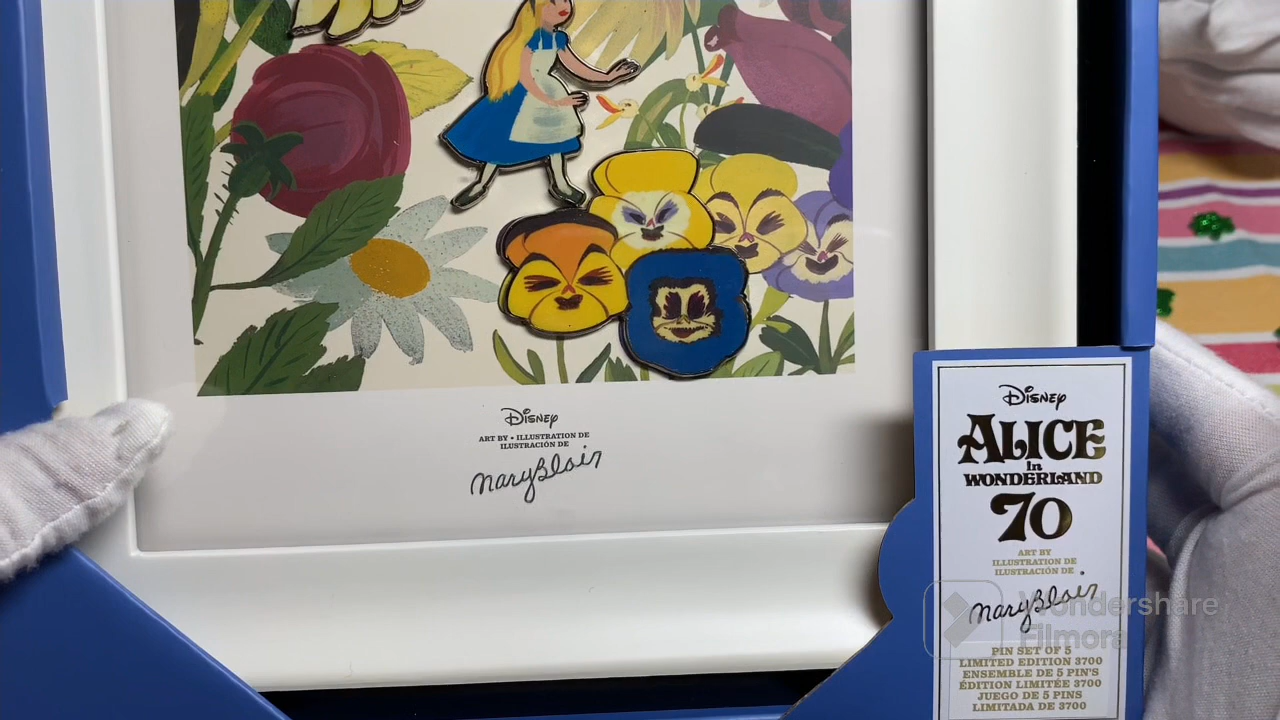 Disney
ART BY • ILLUSTRATION DE
ILUSTRACIÓN DE
Mary Blair
Disney
ALICE
in
WONDERLAND
70
ART BY
ILLUSTRATION DE
ILUSTRACIÓN DE
Mary Blair
Wondershare
Filmora
PIN SET OF 5
LIMITED EDITION 3700
ENSEMBLE DE 5 PIN'S
ÉDITION LIMITÉE 3700
JUEGO DE 5 PINS
LIMITADA DE 3700